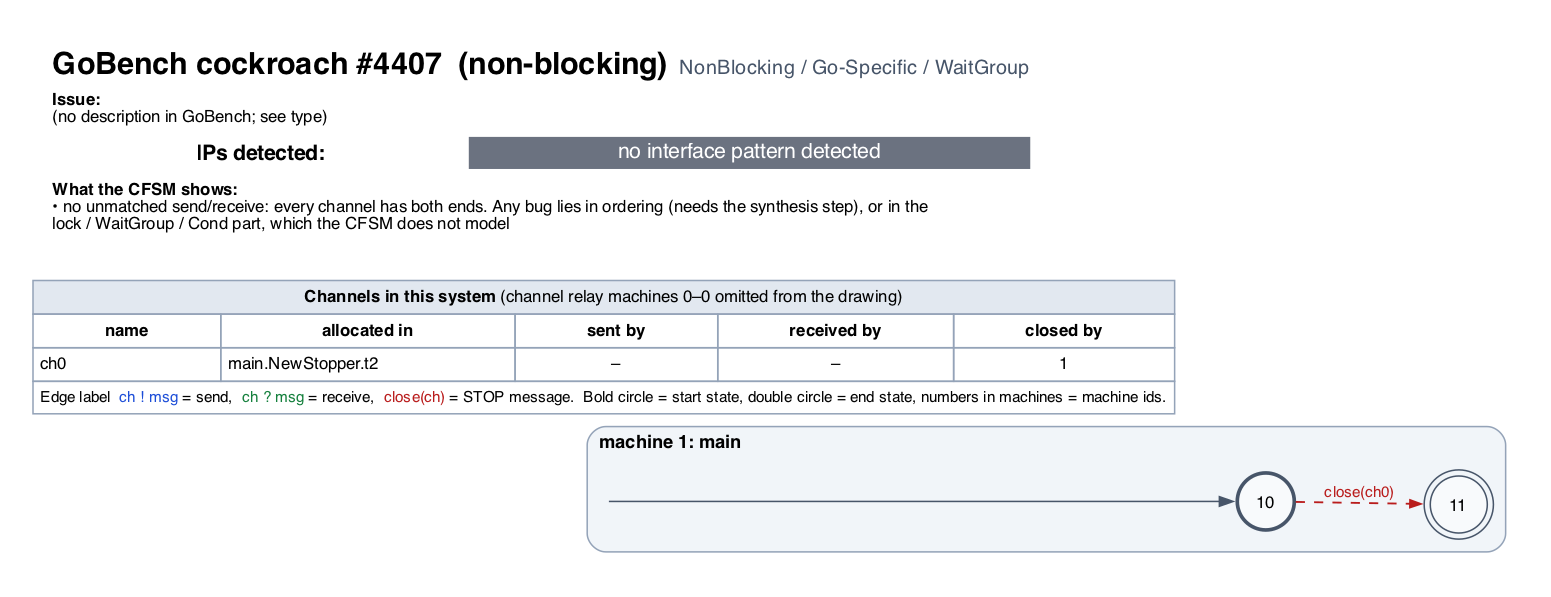 GoBench cockroach #4407  (non-blocking) NonBlocking / Go-Specific / WaitGroup
Issue:
(no description in GoBench; see type)
IPs detected: no interface pattern detected
What the CFSM shows:
• no unmatched send/receive: every channel has both ends. Any bug lies in ordering (needs the synthesis step), or in the
lock / WaitGroup / Cond part, which the CFSM does not model
Channels in this system (channel relay machines 0–0 omitted from the drawing)
name allocated in sent by received by closed by
ch0 main.NewStopper.t2 – – 1
Edge label ch ! msg = send, ch ? msg = receive, close(ch) = STOP message. Bold circle = start state, double circle = end state, numbers in machines = machine ids.
machine 1: main
10 close(ch0) 11